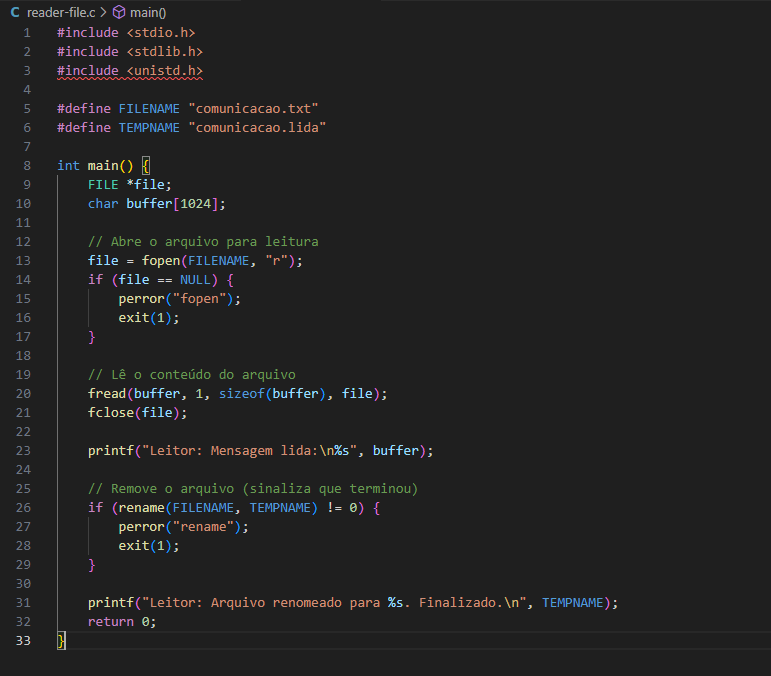 C reader-file.c > main()
1 #include <stdio.h>
2 #include <stdlib.h>
3 #include <unistd.h>
4
5 #define FILENAME "comunicacao.txt"
6 #define TEMPNAME "comunicacao.lida"
7
8 int main() {
9 FILE *file;
10 char buffer[1024];
11
12 // Abre o arquivo para leitura
13 file = fopen(FILENAME, "r");
14 if (file == NULL) {
15 perror("fopen");
16 exit(1);
17 }
18
19 // Lê o conteúdo do arquivo
20 fread(buffer, 1, sizeof(buffer), file);
21 fclose(file);
22
23 printf("Leitor: Mensagem lida:\n%s", buffer);
24
25 // Remove o arquivo (sinaliza que terminou)
26 if (rename(FILENAME, TEMPNAME) != 0) {
27 perror("rename");
28 exit(1);
29 }
30
31 printf("Leitor: Arquivo renomeado para %s. Finalizado.\n", TEMPNAME);
32 return 0;
33 }